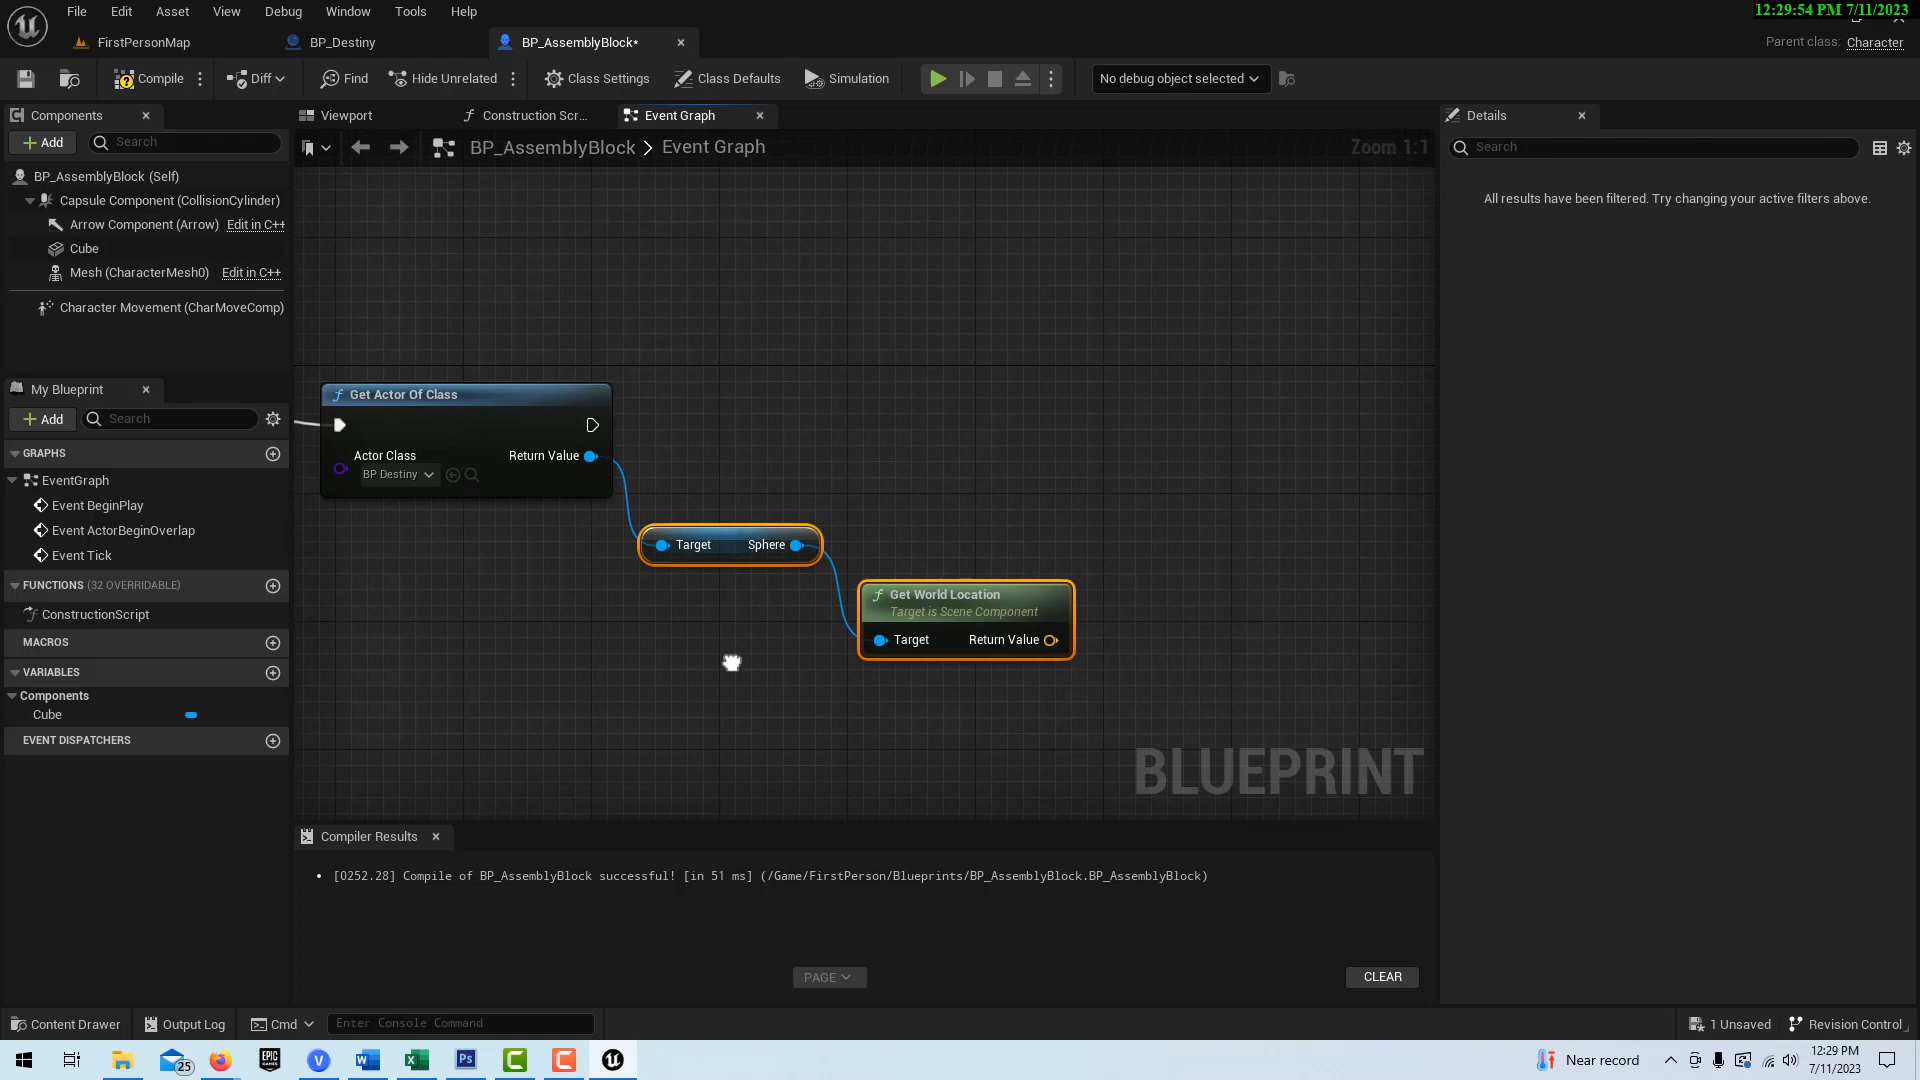 12:29:54 PM 7/11/2023
File Edit Asset View Debug Window Tools Help
FirstPersonMap BP_Destiny BP_AssemblyBlock*
Parent class: Character
Compile Diff Find Hide Unrelated Class Settings Class Defaults Simulation No debug object selected
Components
Add Search
BP_AssemblyBlock (Self)
Capsule Component (CollisionCylinder)
Arrow Component (Arrow) Edit in C++
Cube
Mesh (CharacterMesh0) Edit in C++
Character Movement (CharMoveComp)
My Blueprint
Add Search
GRAPHS
EventGraph
Event BeginPlay
Event ActorBeginOverlap
Event Tick
FUNCTIONS (32 OVERRIDABLE)
ConstructionScript
MACROS
VARIABLES
Components
Cube
EVENT DISPATCHERS
Viewport Construction Scr... Event Graph
BP_AssemblyBlock > Event Graph Zoom 1:1
Get Actor Of Class
Actor Class Return Value
BP Destiny
Target Sphere
Get World Location
Target is Scene Component
Target Return Value
BLUEPRINT
Compiler Results
[0252.28] Compile of BP_AssemblyBlock successful! [in 51 ms] (/Game/FirstPerson/Blueprints/BP_AssemblyBlock.BP_AssemblyBlock)
PAGE CLEAR
Details
Search
All results have been filtered. Try changing your active filters above.
Content Drawer Output Log Cmd Enter Console Command 1 Unsaved Revision Control
25 EPIC GAMES V W X Ps C C Near record
12:29 PM
7/11/2023